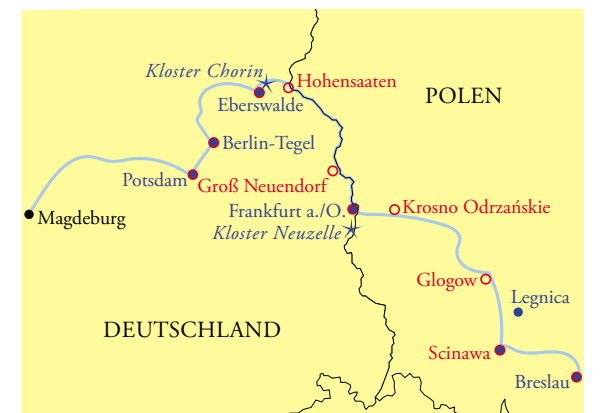 Kloster Chorin
Hohensaaten
Eberswalde
POLEN
Berlin-Tegel
Potsdam
Groß Neuendorf
Magdeburg
Frankfurt a./O.
Krosno Odrzańskie
Kloster Neuzelle
Glogow
Legnica
DEUTSCHLAND
Scinawa
Breslau